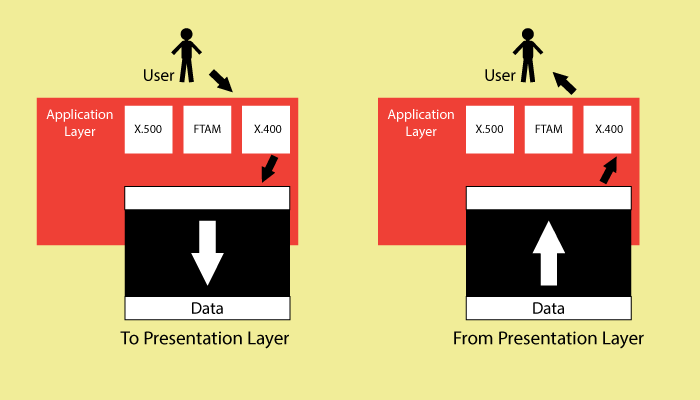 User
Application
Layer
X.500
FTAM
X.400
Data
To Presentation Layer
User
Application
Layer
X.500
FTAM
X.400
Data
From Presentation Layer